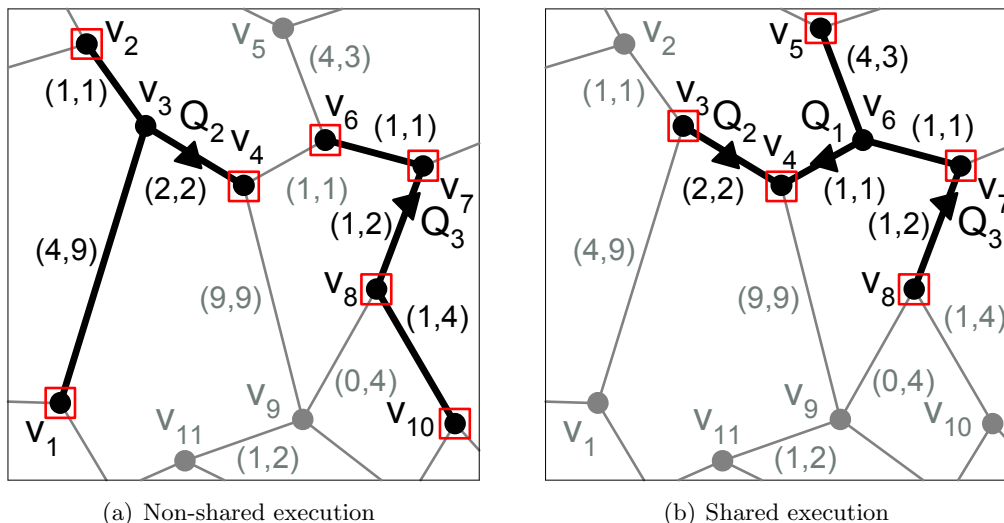 v2
v5
(4,3)
(1,1)
v3
Q2
v4
v6
(1,1)
(2,2)
(1,1)
v7
(1,2)
Q3
(4,9)
(9,9)
v8
(1,4)
(0,4)
v9
v10
v1
v11
(1,2)
(a) Non-shared execution
v2
v5
(4,3)
(1,1)
v3
Q2
v4
Q1
v6
(1,1)
(2,2)
(1,1)
v7
(1,2)
Q3
(4,9)
(9,9)
v8
(1,4)
(0,4)
v9
v10
v1
v11
(1,2)
(b) Shared execution